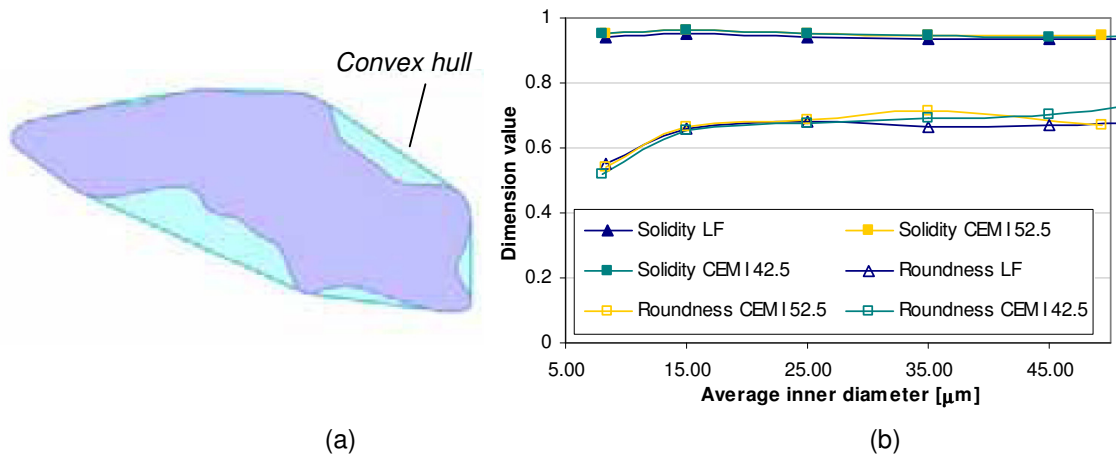 Convex hull
1
0.8
0.6
0.4
0.2
0
Dimension value
Solidity LF
Solidity CEM I 52.5
Solidity CEM I 42.5
Roundness LF
Roundness CEM I 52.5
Roundness CEM I 42.5
5.00 15.00 25.00 35.00 45.00
Average inner diameter [μm]
(a) (b)